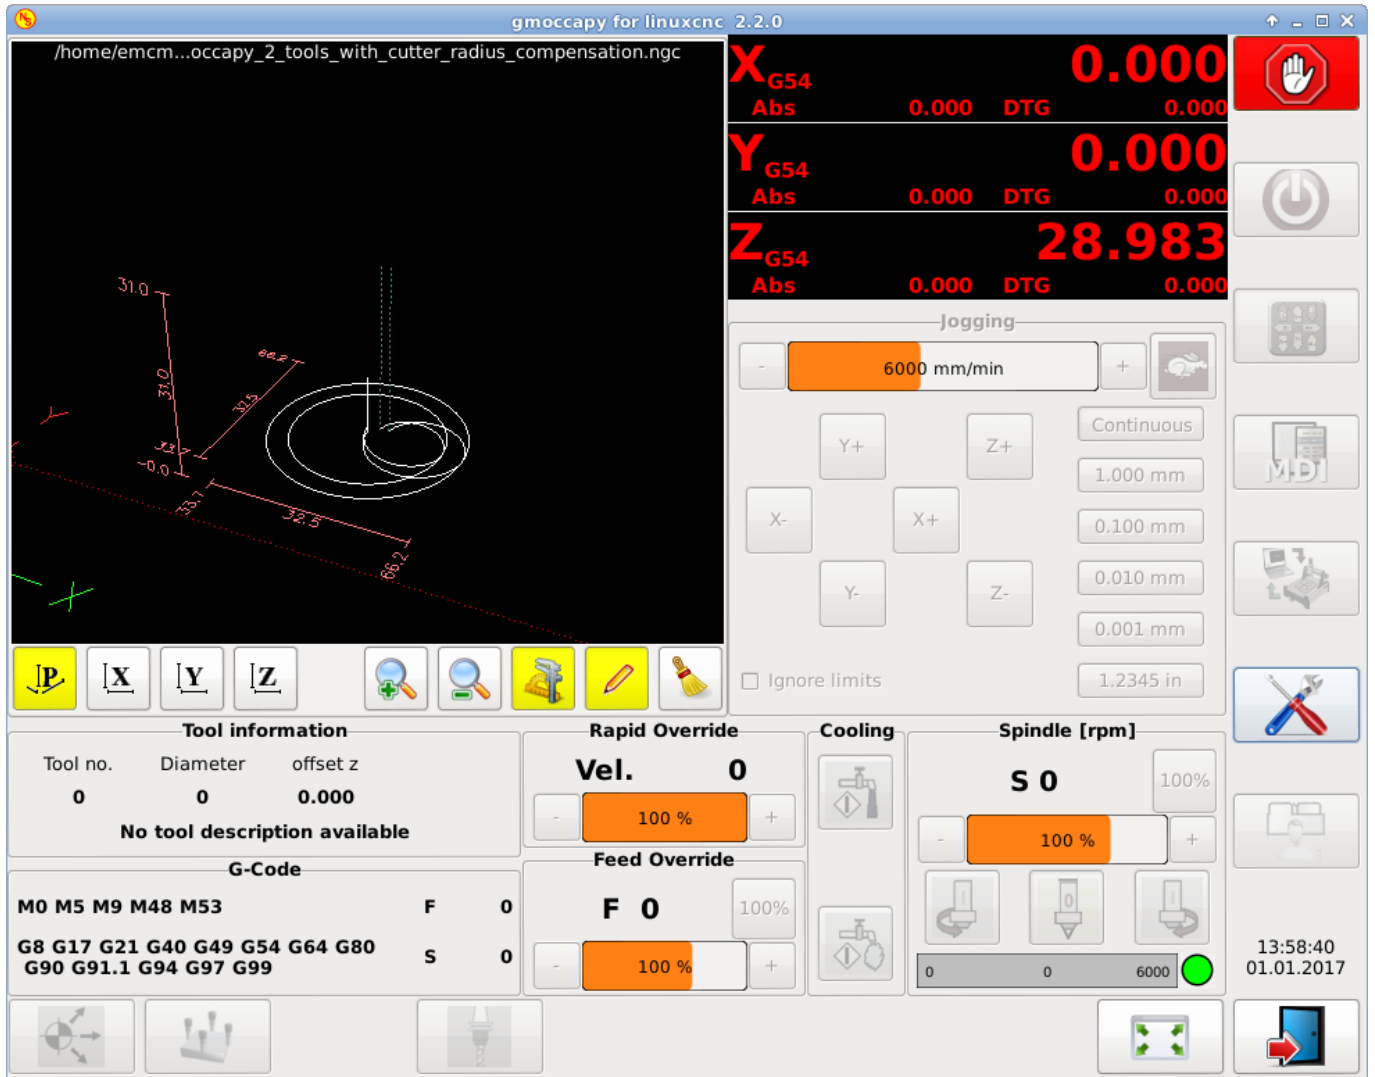 gmoccapy for linuxcnc 2.2.0
/home/emcm...occapy_2_tools_with_cutter_radius_compensation.ngc
X G54 0.000
Abs 0.000 DTG 0.000
Y G54 0.000
Abs 0.000 DTG 0.000
Z G54 28.983
Abs 0.000 DTG 0.000
31.0
31.0
66.2
32.5
33.7
-0.0
33.7
32.5
66.2
Y
X
Jogging
- 6000 mm/min +
Continuous
Y+ Z+
1.000 mm
X- X+
0.100 mm
0.010 mm
Y- Z-
0.001 mm
Ignore limits 1.2345 in
MDI
P X Y Z
Tool information
Tool no. Diameter offset z
0 0 0.000
No tool description available
G-Code
M0 M5 M9 M48 M53 F 0
G8 G17 G21 G40 G49 G54 G64 G80 S 0
G90 G91.1 G94 G97 G99
Rapid Override
Vel. 0
- 100 % +
Feed Override
F 0 100%
- 100 % +
Cooling
Spindle [rpm]
S 0 100%
- 100 % +
0
0 0 6000
13:58:40
01.01.2017